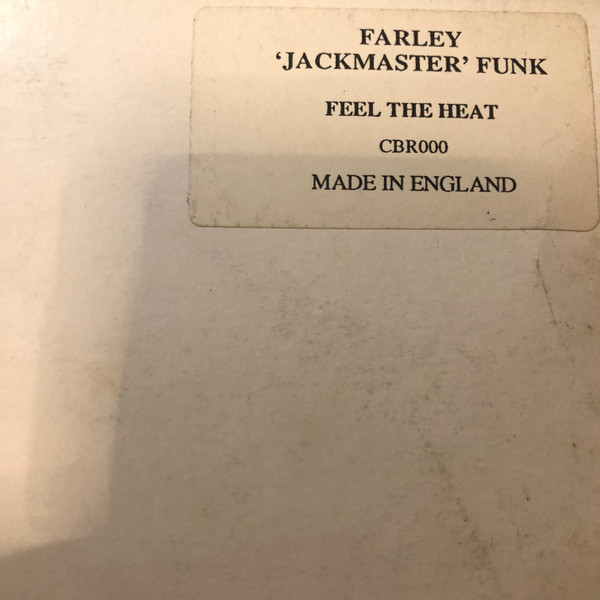 FARLEY
‘JACKMASTER’ FUNK
FEEL THE HEAT
CBR000
MADE IN ENGLAND